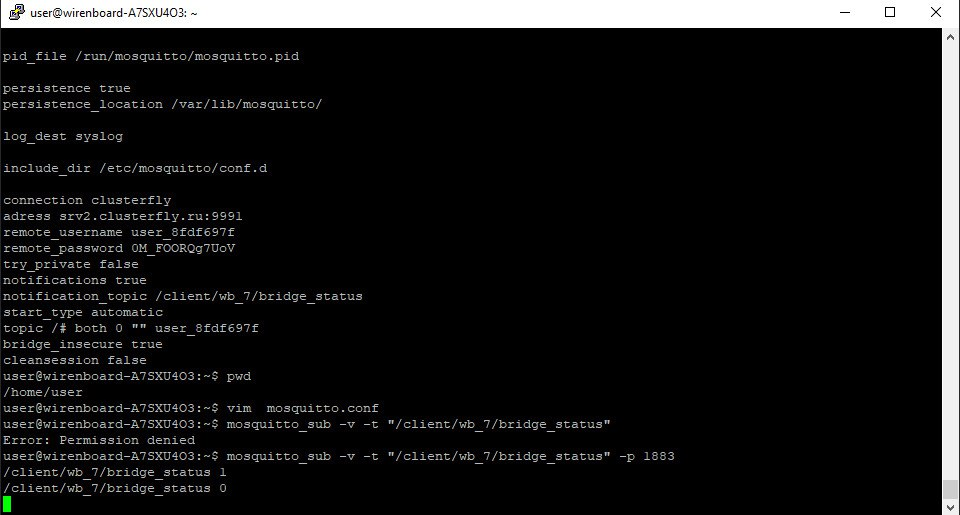 user@wirenboard-A7SXU4O3: ~
pid_file /run/mosquitto/mosquitto.pid
persistence true
persistence_location /var/lib/mosquitto/
log_dest syslog
include_dir /etc/mosquitto/conf.d
connection clusterfly
adress srv2.clusterfly.ru:9991
remote_username user_8fdf697f
remote_password 0M_FOORQg7UoV
try_private false
notifications true
notification_topic /client/wb_7/bridge_status
start_type automatic
topic /# both 0 "" user_8fdf697f
bridge_insecure true
cleansession false
user@wirenboard-A7SXU4O3:~$ pwd
/home/user
user@wirenboard-A7SXU4O3:~$ vim  mosquitto.conf
user@wirenboard-A7SXU4O3:~$ mosquitto_sub -v -t "/client/wb_7/bridge_status"
Error: Permission denied
user@wirenboard-A7SXU4O3:~$ mosquitto_sub -v -t "/client/wb_7/bridge_status" -p 1883
/client/wb_7/bridge_status 1
/client/wb_7/bridge_status 0